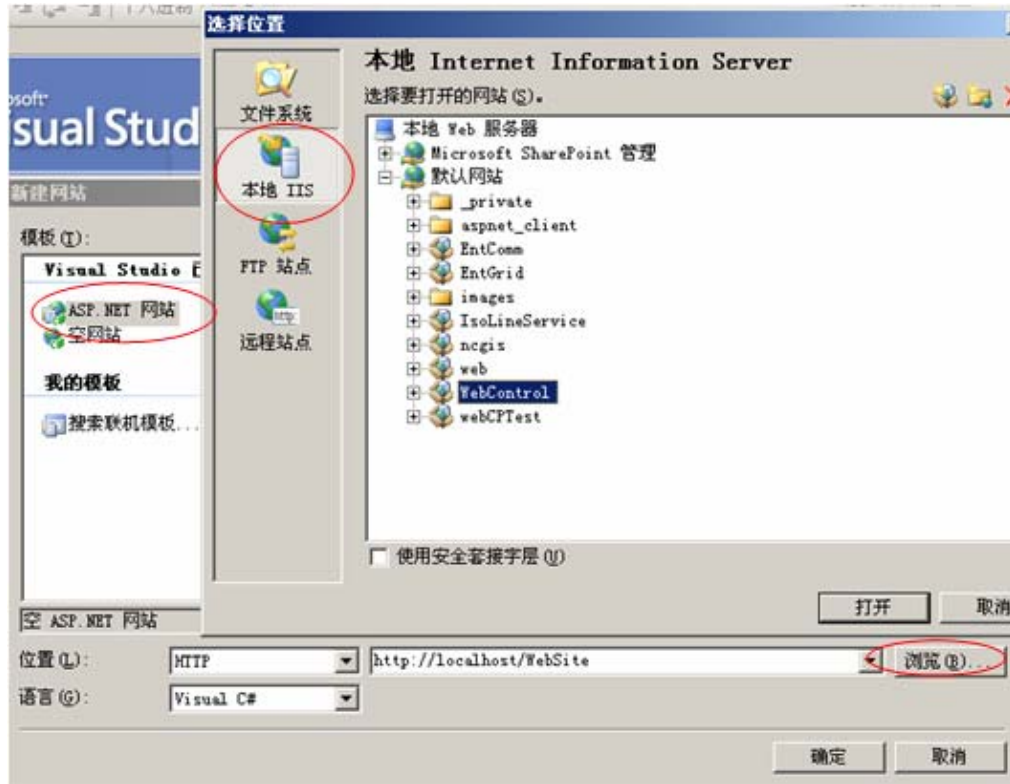 选择位置
本地 Internet Information Server
选择要打开的网站(S)。
文件系统
本地 IIS
FTP 站点
远程站点
本地 Web 服务器
Microsoft SharePoint 管理
默认网站
_private
aspnet_client
EntComm
EntGrid
images
IsoLineService
ncgis
web
WebControl
webCPTest
使用安全套接字层(U)
打开
取消
osoft
isual Stud
新建网站
模板(T):
Visual Studio
ASP.NET 网站
空网站
我的模板
搜索联机模板...
空 ASP.NET 网站
位置(L):
HTTP
http://localhost/WebSite
浏览(B)...
语言(G):
Visual C#
确定
取消